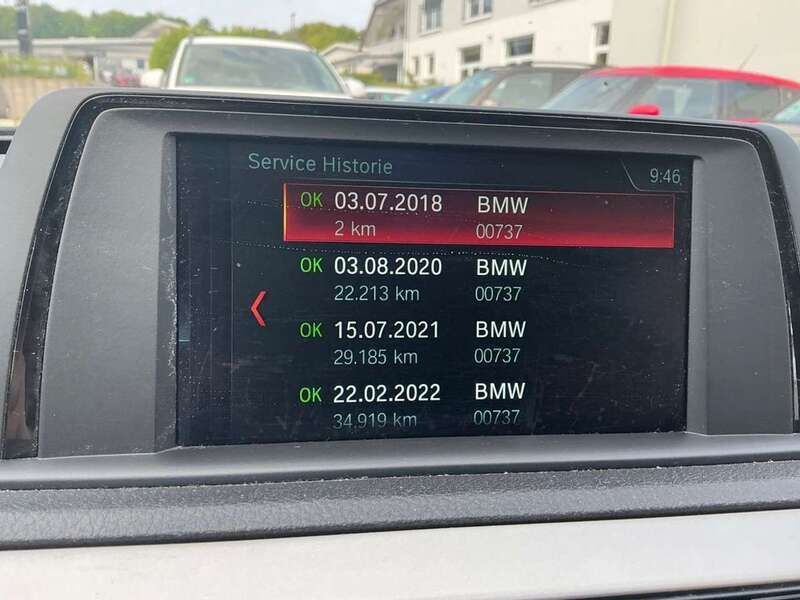 Service Historie
9:46
OK 03.07.2018 BMW
2 km 00737
OK 03.08.2020 BMW
22.213 km 00737
OK 15.07.2021 BMW
29.185 km 00737
OK 22.02.2022 BMW
34.919 km 00737